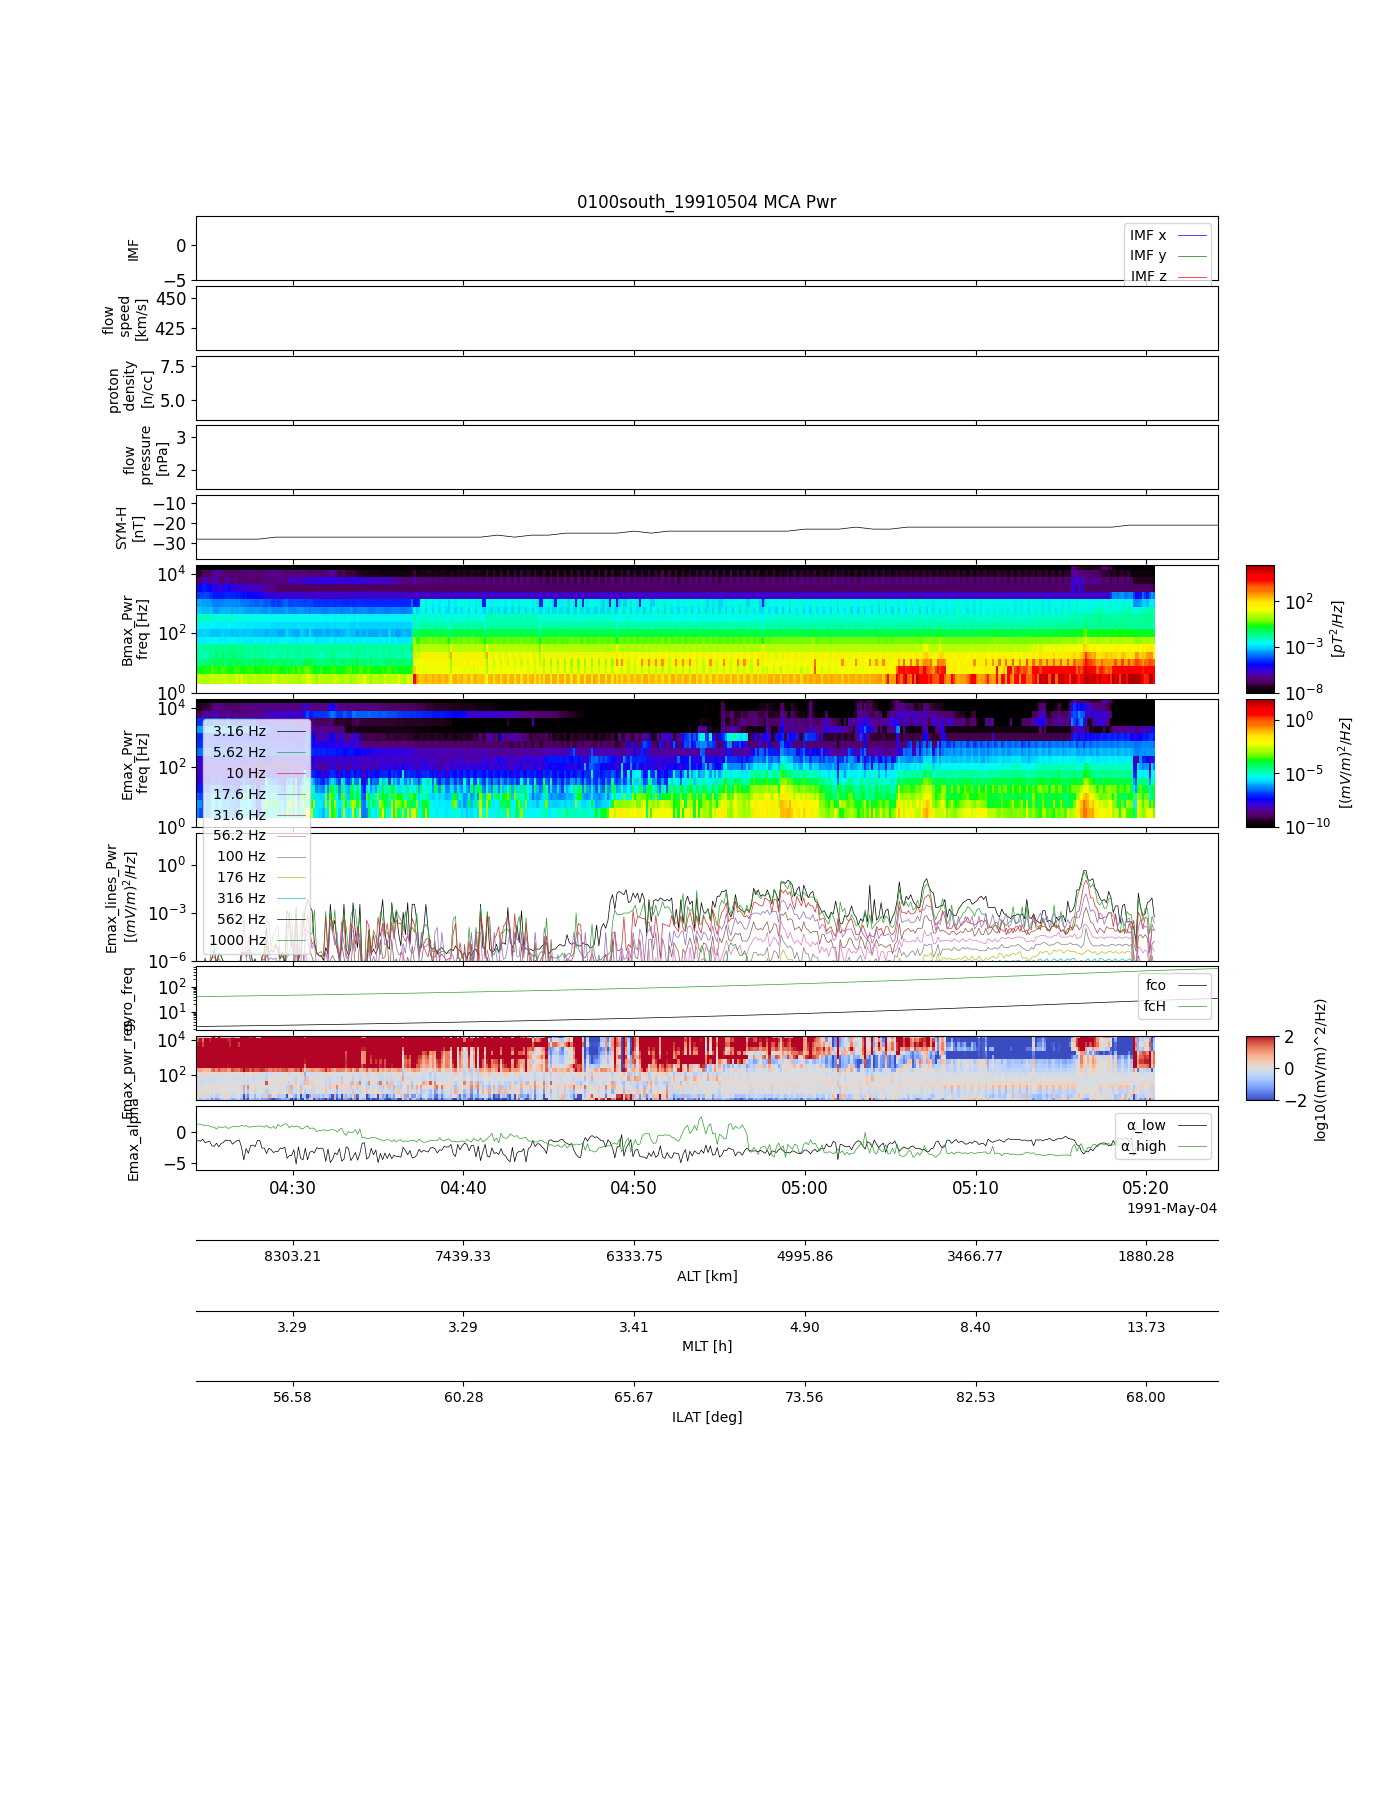 0100south_19910504 MCA Pwr
IMF
0
−5
IMF x
IMF y
IMF z
flow
speed
[km/s]
450
425
proton
density
[n/cc]
7.5
5.0
flow
pressure
[nPa]
3
2
SYM-H
[nT]
−10
−20
−30
Bmax_Pwr
freq [Hz]
10^4
10^2
10^0
10^2
10^−3
10^−8
[pT^2/Hz]
Emax_Pwr
freq [Hz]
10^4
10^2
10^0
10^0
10^−5
10^−10
[(mV/m)^2/Hz]
3.16 Hz
5.62 Hz
10 Hz
17.6 Hz
31.6 Hz
56.2 Hz
100 Hz
176 Hz
316 Hz
562 Hz
1000 Hz
Emax_lines_Pwr
[(mV/m)^2/Hz]
10^0
10^−3
10^−6
gyro_freq
10^2
10^1
fco
fcH
Emax_pwr_res
10^4
10^2
2
0
−2
log10((mV/m)^2/Hz)
Emax_alpha
0
−5
α_low
α_high
04:30 04:40 04:50 05:00 05:10 05:20
1991-May-04
8303.21 7439.33 6333.75 4995.86 3466.77 1880.28
ALT [km]
3.29 3.29 3.41 4.90 8.40 13.73
MLT [h]
56.58 60.28 65.67 73.56 82.53 68.00
ILAT [deg]